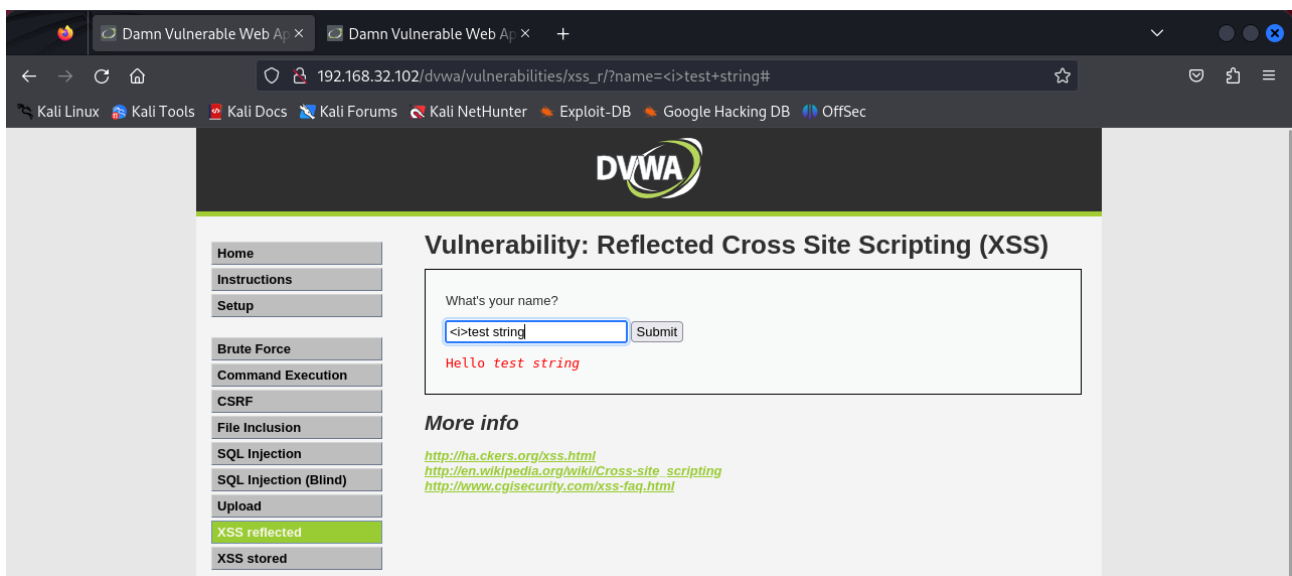 Damn Vulnerable Web Ap
Damn Vulnerable Web Ap
192.168.32.102/dvwa/vulnerabilities/xss_r/?name=<i>test+string#
Kali Linux Kali Tools Kali Docs Kali Forums Kali NetHunter Exploit-DB Google Hacking DB OffSec
DVWA
Home
Instructions
Setup
Brute Force
Command Execution
CSRF
File Inclusion
SQL Injection
SQL Injection (Blind)
Upload
XSS reflected
XSS stored
Vulnerability: Reflected Cross Site Scripting (XSS)
What's your name?
<i>test string Submit
Hello test string
More info
http://ha.ckers.org/xss.html
http://en.wikipedia.org/wiki/Cross-site_scripting
http://www.cgisecurity.com/xss-faq.html